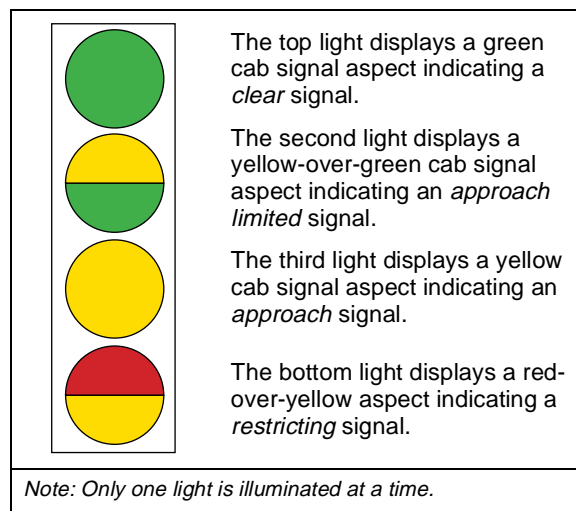 The top light displays a green
cab signal aspect indicating a
clear signal.
The second light displays a
yellow-over-green cab signal
aspect indicating an approach
limited signal.
The third light displays a yellow
cab signal aspect indicating an
approach signal.
The bottom light displays a red-
over-yellow aspect indicating a
restricting signal.
Note: Only one light is illuminated at a time.